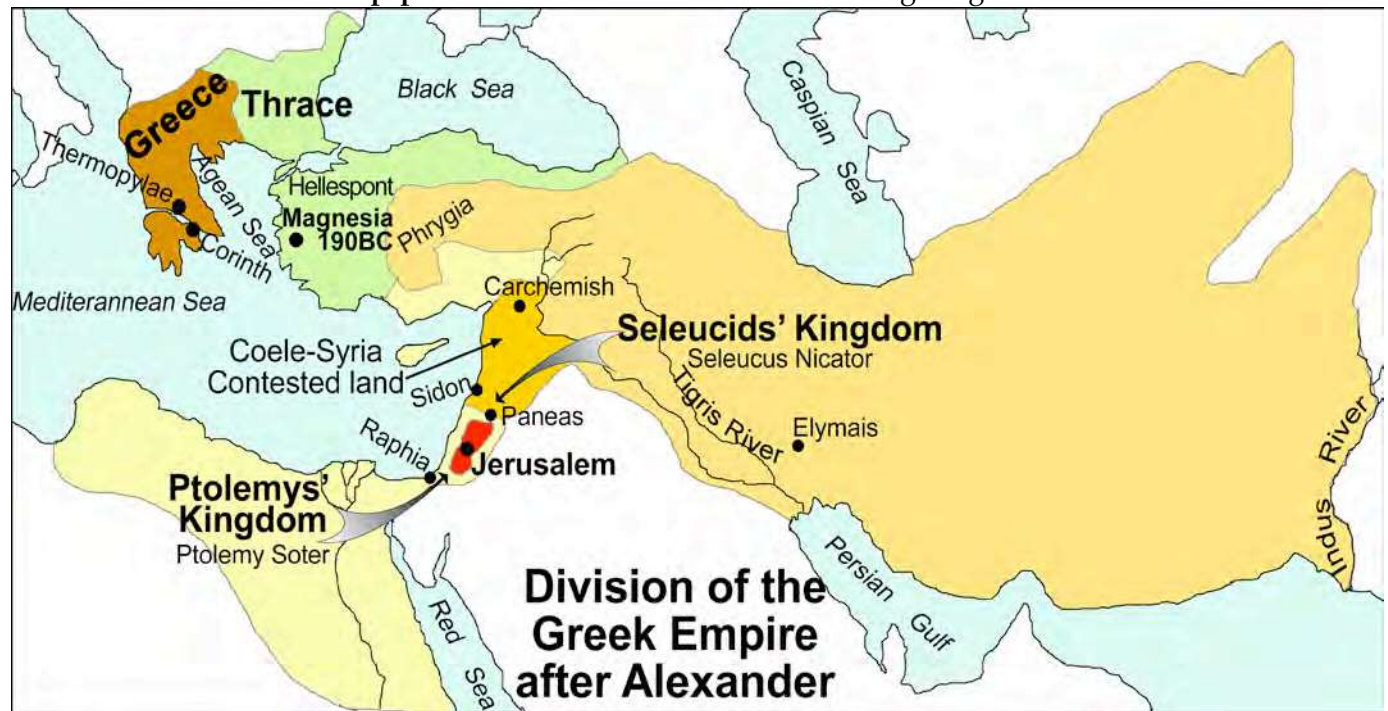 Black Sea
Caspian Sea
Greece
Thrace
Thermopylae
Agean Sea
Hellespont
Magnesia
190BC
Phrygia
Corinth
Mediterannean Sea
Carchemish
Seleucids' Kingdom
Seleucus Nicator
Coele-Syria
Contested land
Sidon
Paneas
Tigris River
Elymais
Raphia
Jerusalem
Ptolemys'
Kingdom
Ptolemy Soter
Inpus River
Persian Gulf
Red Sea
Division of the
Greek Empire
after Alexander